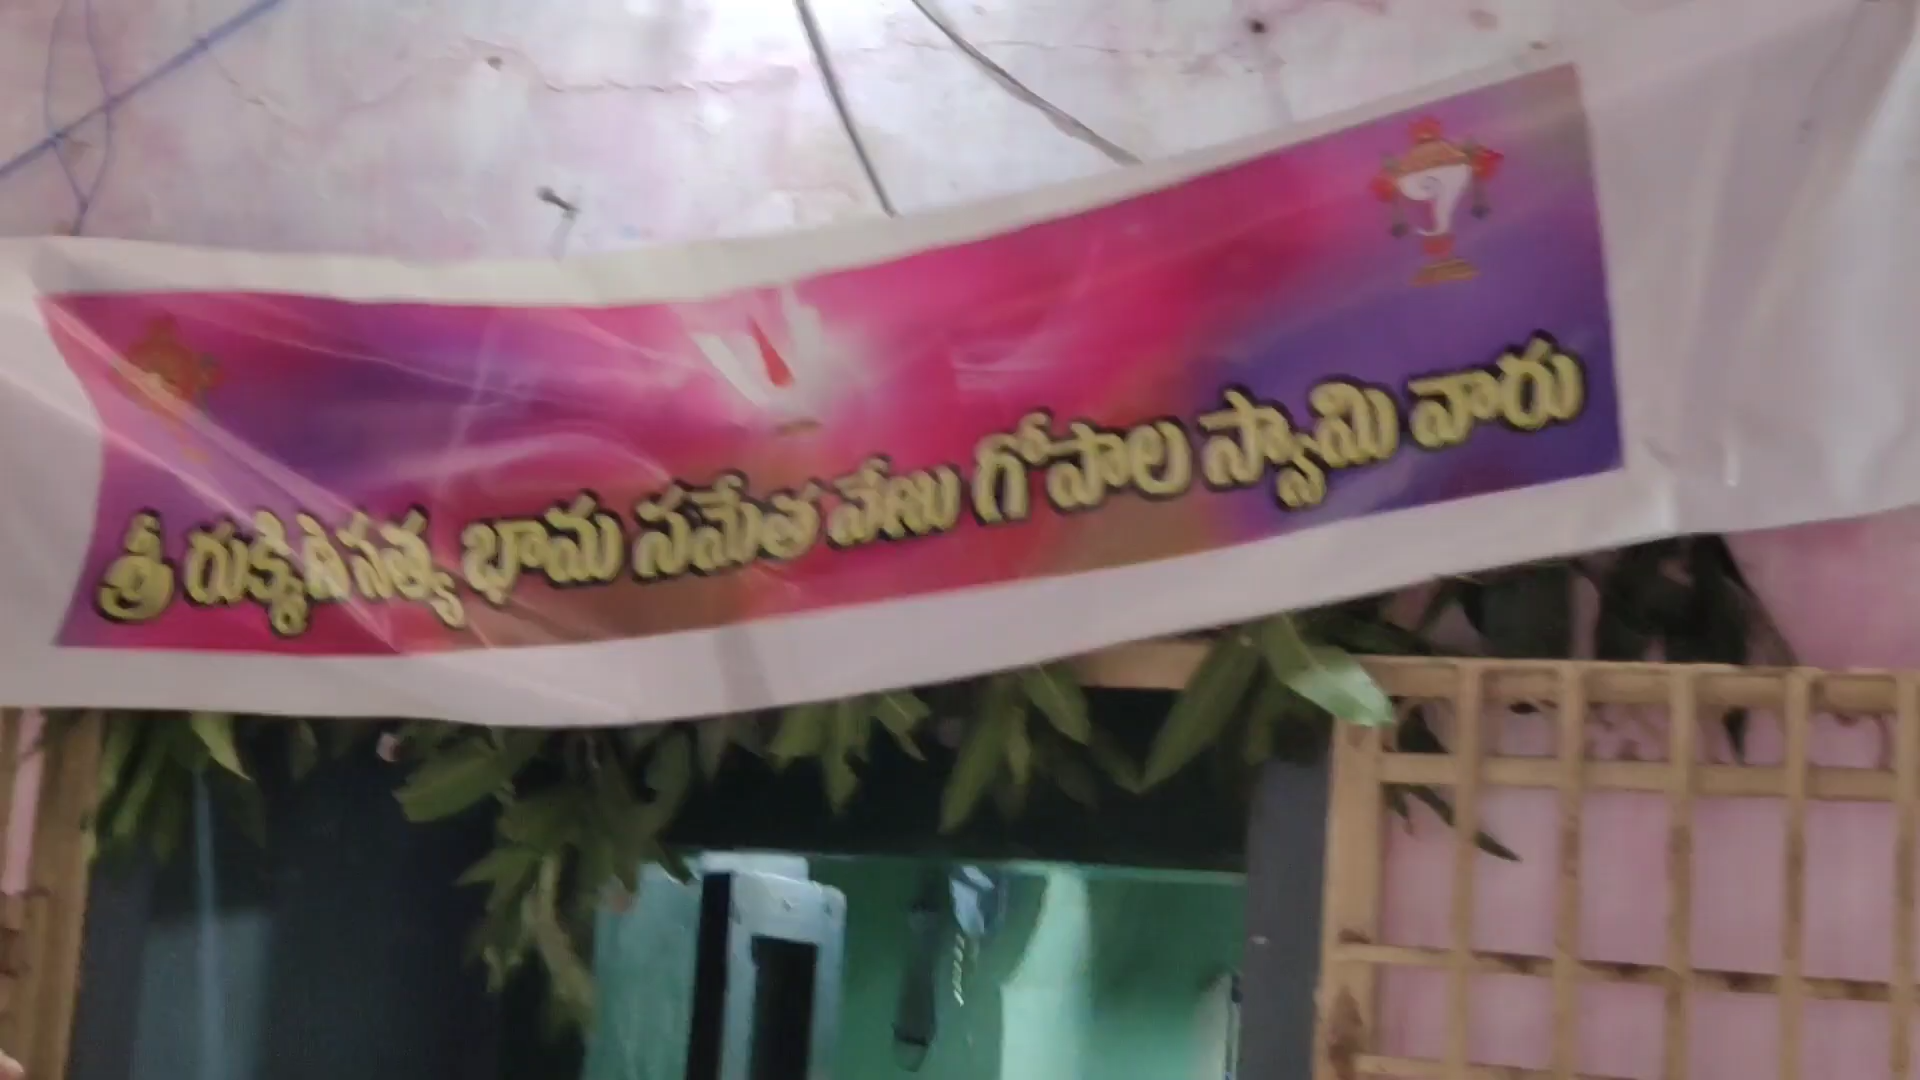 శ్రీ రుక్మిణి సత్య భామ సమేత వేణు గోపాల స్వామి వారు